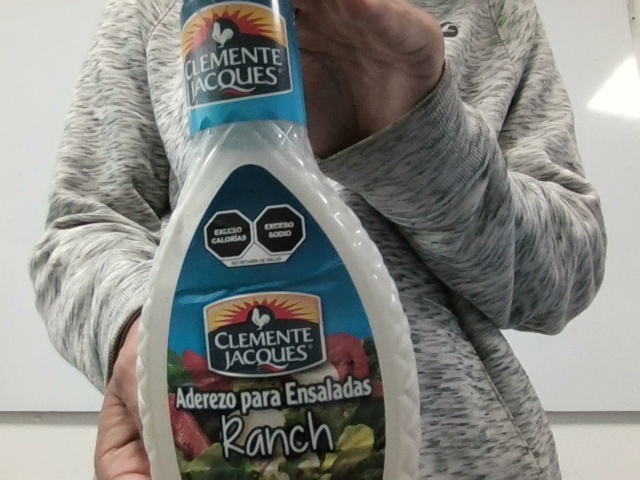 CLEMENTE
JACQUES®
EXCESO
CALORÍAS
EXCESO
SODIO
SECRETARÍA DE SALUD
CLEMENTE
JACQUES®
Aderezo para Ensaladas
Ranch